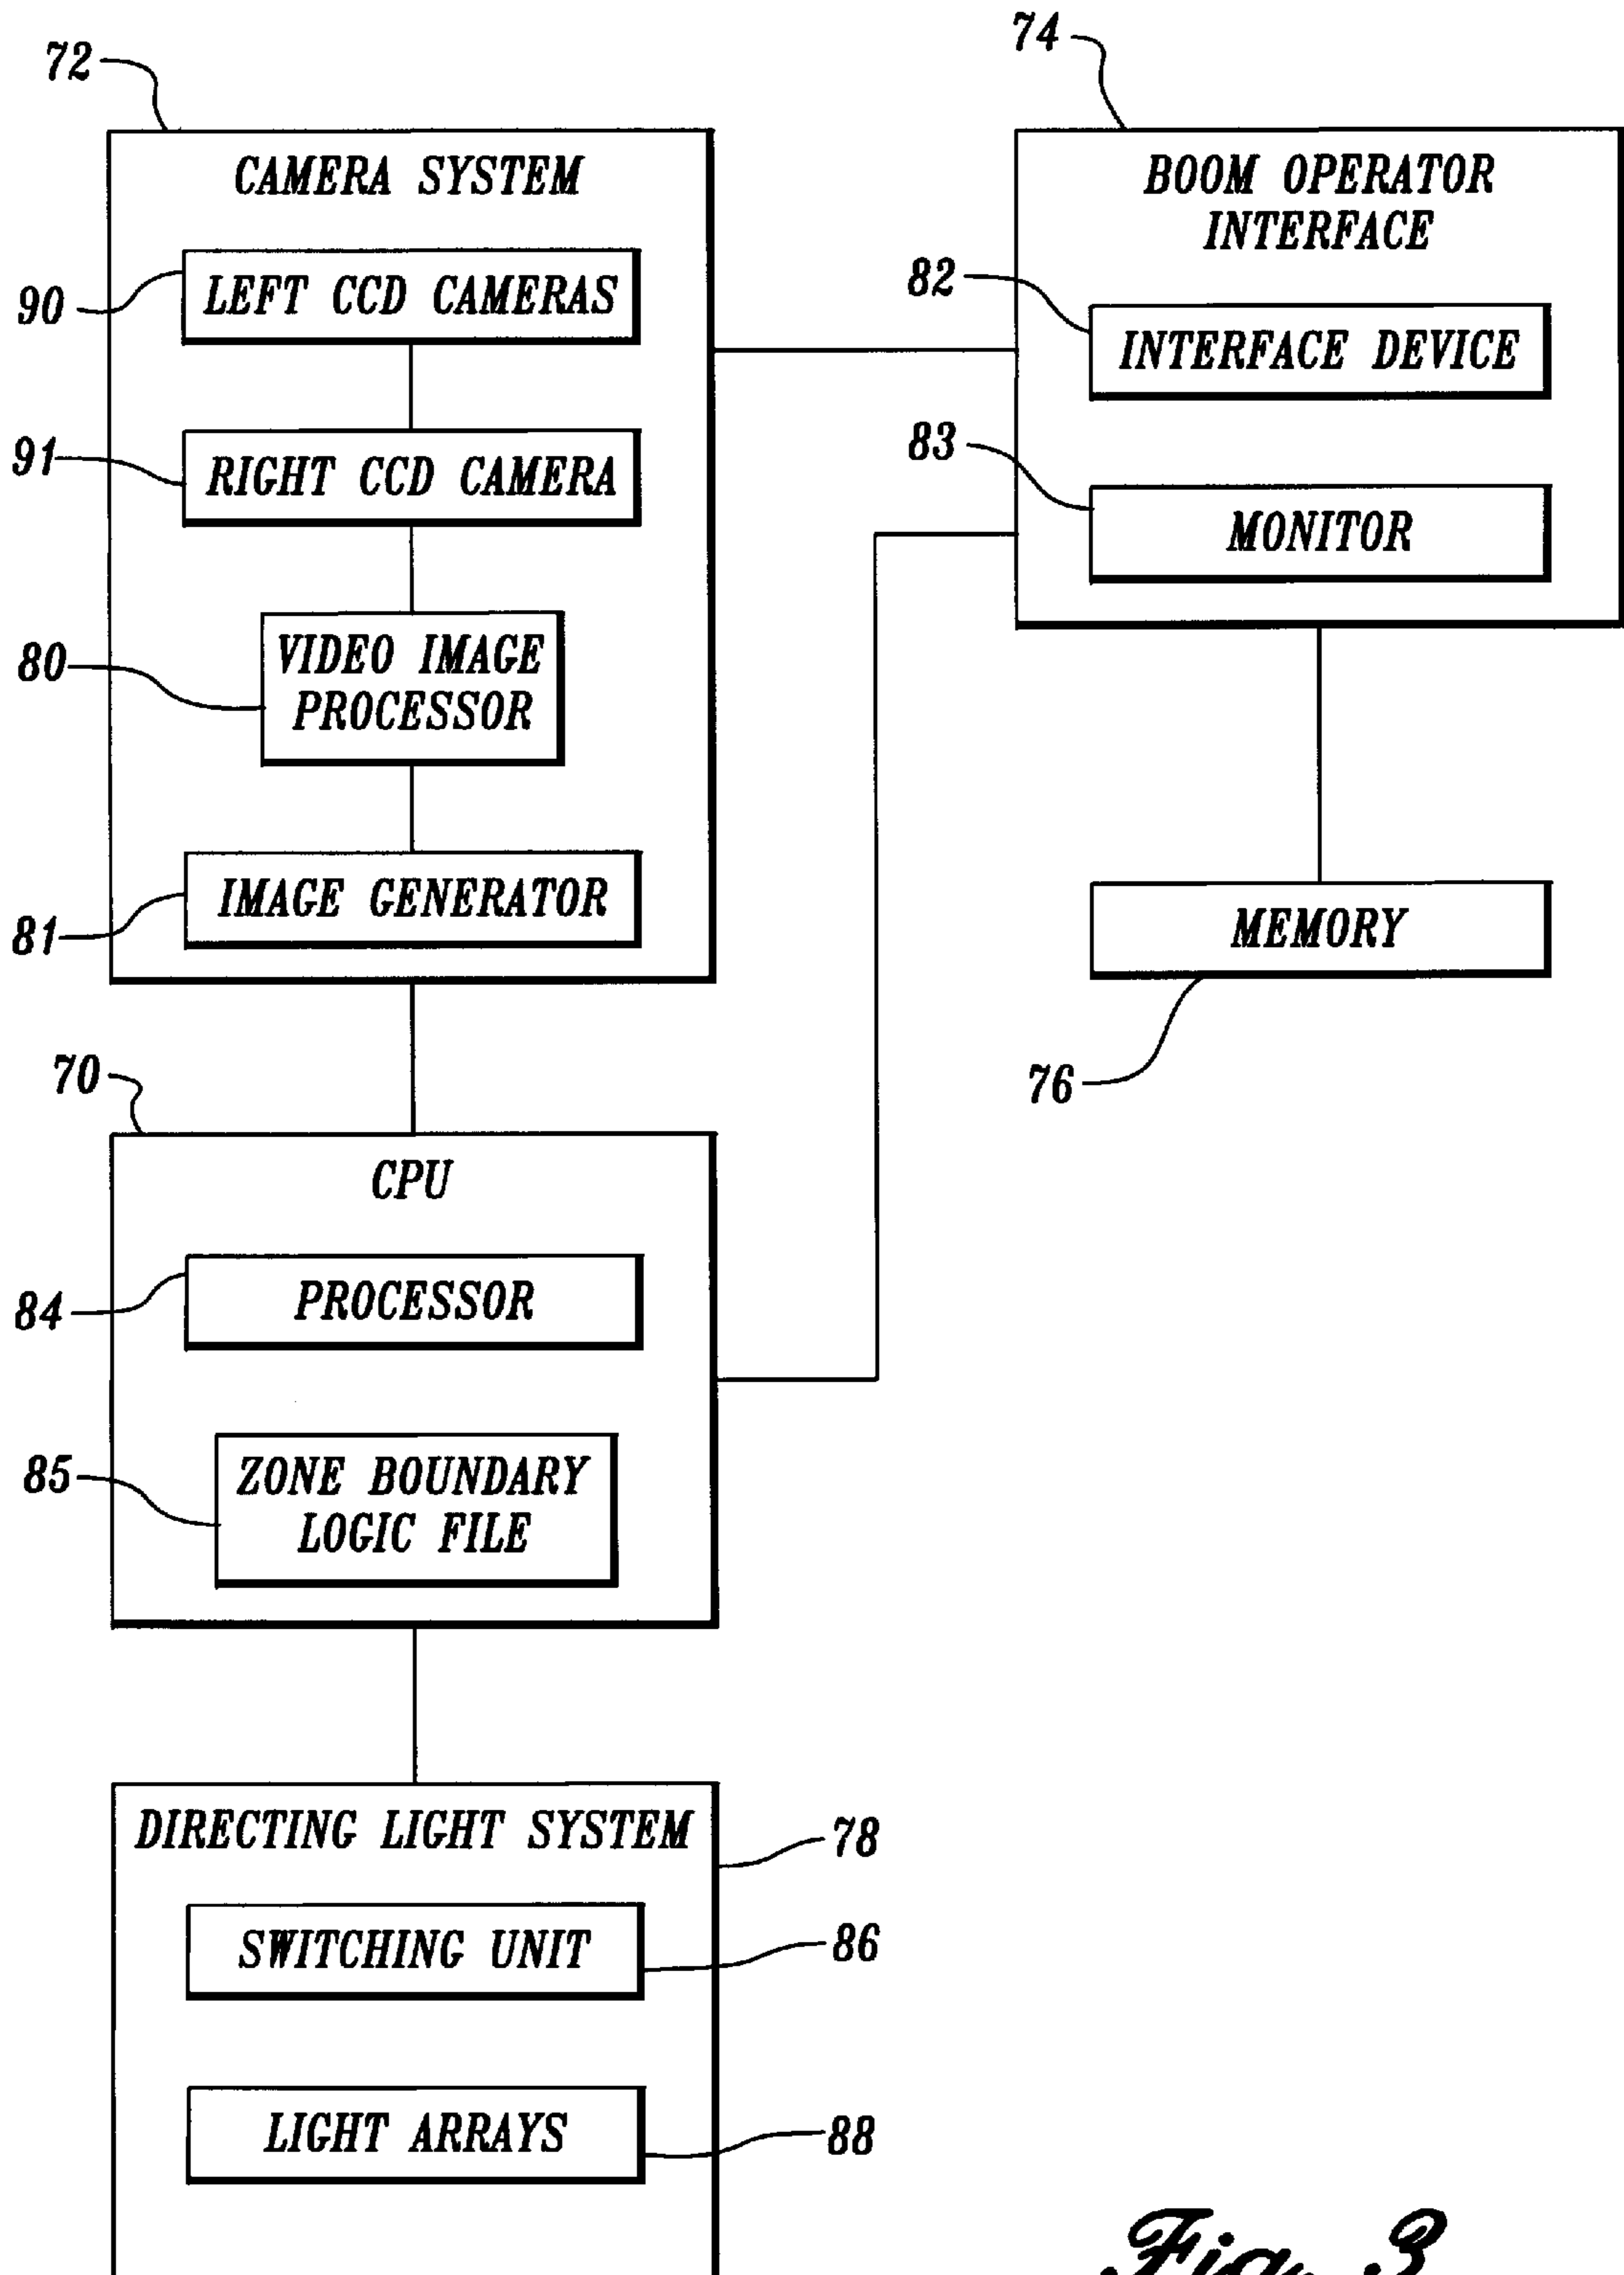 72
CAMERA SYSTEM
90
LEFT CCD CAMERAS
91
RIGHT CCD CAMERA
80
VIDEO IMAGE
PROCESSOR
81
IMAGE GENERATOR
74
BOOM OPERATOR
INTERFACE
82
INTERFACE DEVICE
83
MONITOR
MEMORY
76
70
CPU
84
PROCESSOR
85
ZONE BOUNDARY
LOGIC FILE
DIRECTING LIGHT SYSTEM
78
SWITCHING UNIT
86
LIGHT ARRAYS
88
Fig. 3